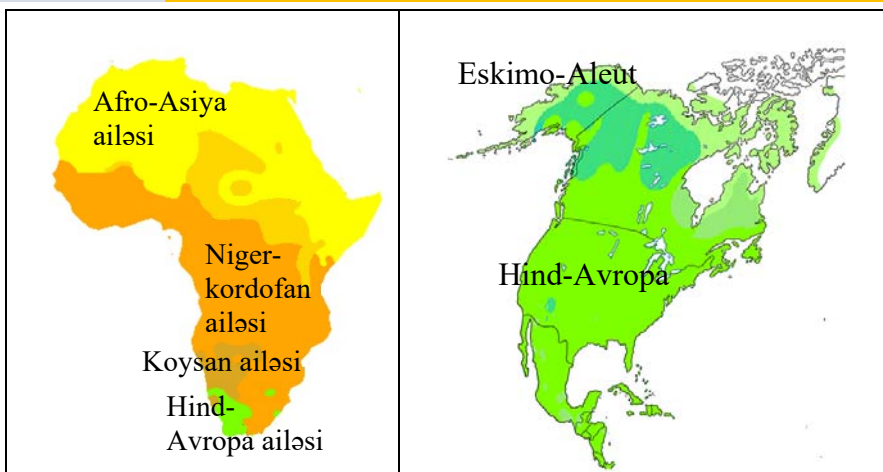 Afro-Asiya
ailəsi
Niger-
kordofan
ailəsi
Koysan ailəsi
Hind-
Avropa ailəsi
Eskimo-Aleut
Hind-Avropa